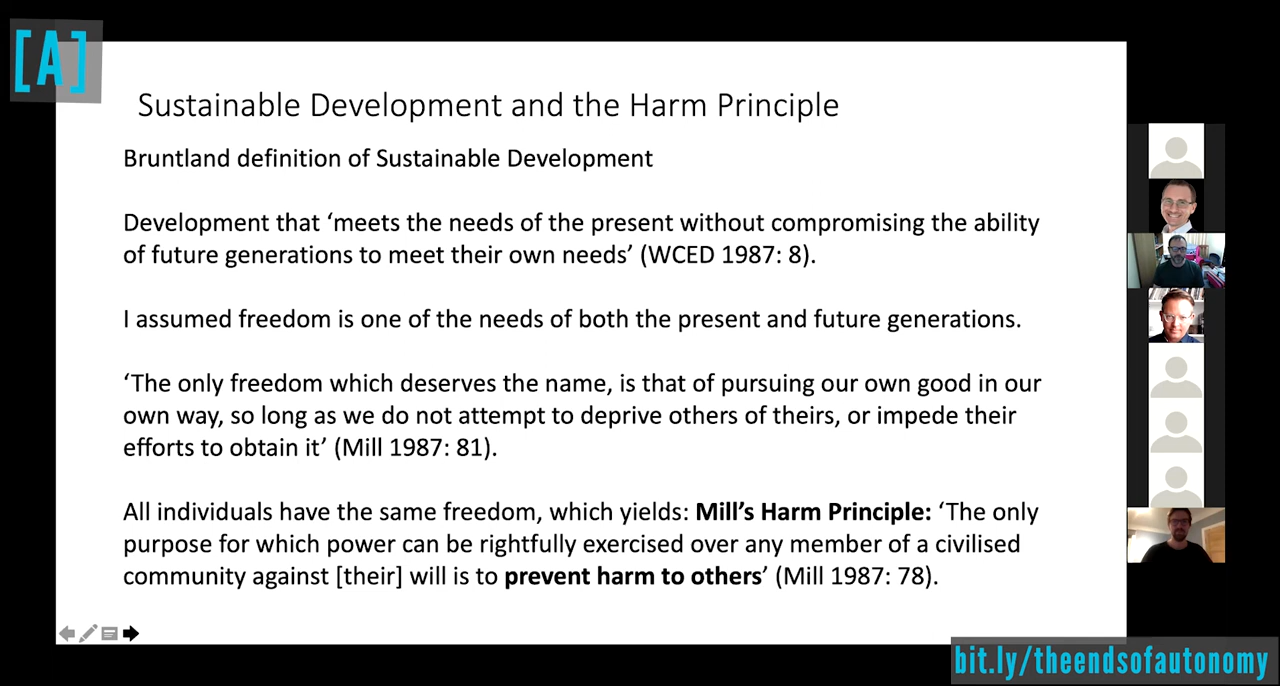 [A]
Sustainable Development and the Harm Principle
Bruntland definition of Sustainable Development
Development that ‘meets the needs of the present without compromising the ability
of future generations to meet their own needs’ (WCED 1987: 8).
I assumed freedom is one of the needs of both the present and future generations.
‘The only freedom which deserves the name, is that of pursuing our own good in our
own way, so long as we do not attempt to deprive others of theirs, or impede their
efforts to obtain it’ (Mill 1987: 81).
All individuals have the same freedom, which yields: Mill’s Harm Principle: ‘The only
purpose for which power can be rightfully exercised over any member of a civilised
community against [their] will is to prevent harm to others’ (Mill 1987: 78).
bit.ly/theendsofautonomy